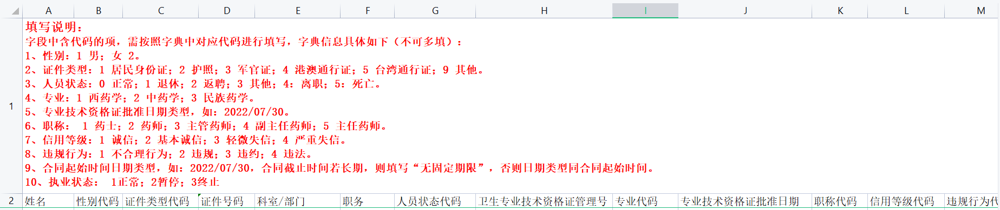 A B C D E F G H I J K L M
1
填写说明：
字段中含代码的项，需按照字典中对应代码进行填写，字典信息具体如下（不可多填）：
1、性别：1 男；女 2。
2、证件类型：1 居民身份证；2 护照；3 军官证；4 港澳通行证；5 台湾通行证；9 其他。
3、人员状态：0 正常；1 退休；2 返聘；3 其他；4：离职；5：死亡。
4、专业：1 西药学；2 中药学；3 民族药学。
5、专业技术资格证批准日期类型，如：2022/07/30。
6、职称： 1 药士；2 药师；3 主管药师；4 副主任药师；5 主任药师。
7、信用等级：1 诚信；2 基本诚信；3 轻微失信；4 严重失信。
8、违规行为：1 不合理行为；2 违规；3 违约；4 违法。
9、合同起始时间日期类型，如：2022/07/30，合同截止时间若长期，则填写“无固定期限”，否则日期类型同合同起始时间。
10、执业状态： 1正常；2暂停；3终止
2 姓名 性别代码 证件类型代码 证件号码 科室/部门 职务 人员状态代码 卫生专业技术资格证管理号 专业代码 专业技术资格证批准日期 职称代码 信用等级代码 违规行为代